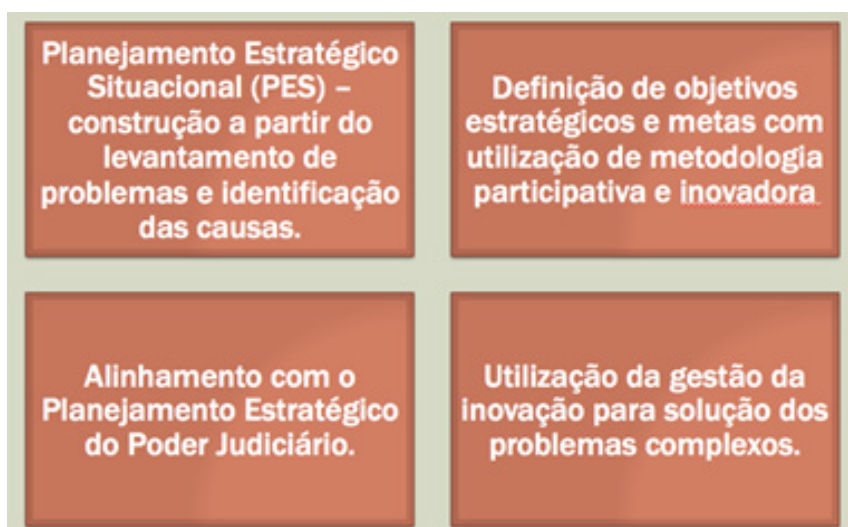 Planejamento Estratégico
Situacional (PES) –
construção a partir do
levantamento de
problemas e identificação
das causas.
Definição de objetivos
estratégicos e metas com
utilização de metodologia
participativa e inovadora
Alinhamento com o
Planejamento Estratégico
do Poder Judiciário.
Utilização da gestão da
inovação para solução dos
problemas complexos.